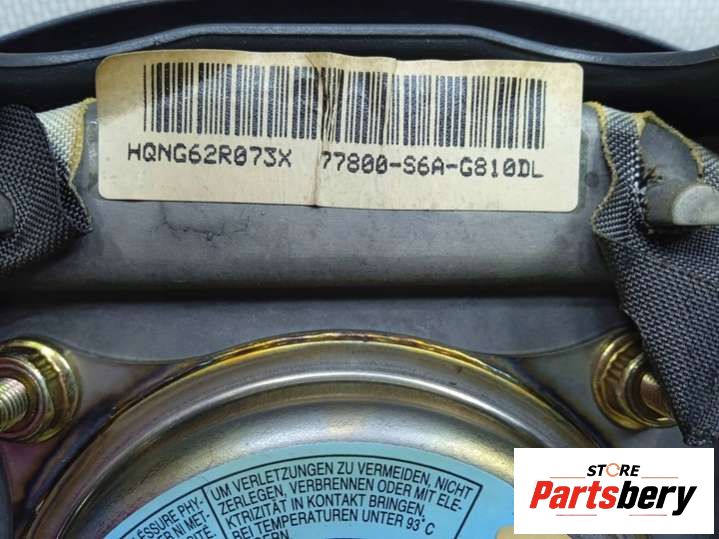 HQNG62R073X 77800-S6A-G810DL
UM VERLETZUNGEN ZU VERMEIDEN, NICHT
ZERLEGEN, VERBRENNEN ODER MIT ELE-
KTRIZITÄT IN KONTAKT BRINGEN,
BEI TEMPERATUREN UNTER 93°C
STORE
Partsbery